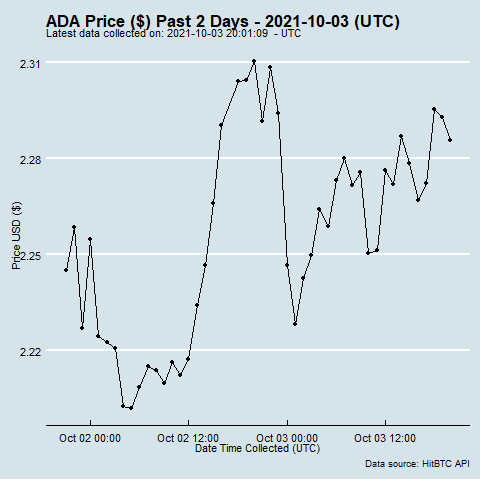 ADA Price ($) Past 2 Days - 2021-10-03 (UTC)
Latest data collected on: 2021-10-03 20:01:09 - UTC
2.31
2.28
2.25
2.22
Price USD ($)
Oct 02 00:00 Oct 02 12:00 Oct 03 00:00 Oct 03 12:00
Date Time Collected (UTC)
Data source: HitBTC API